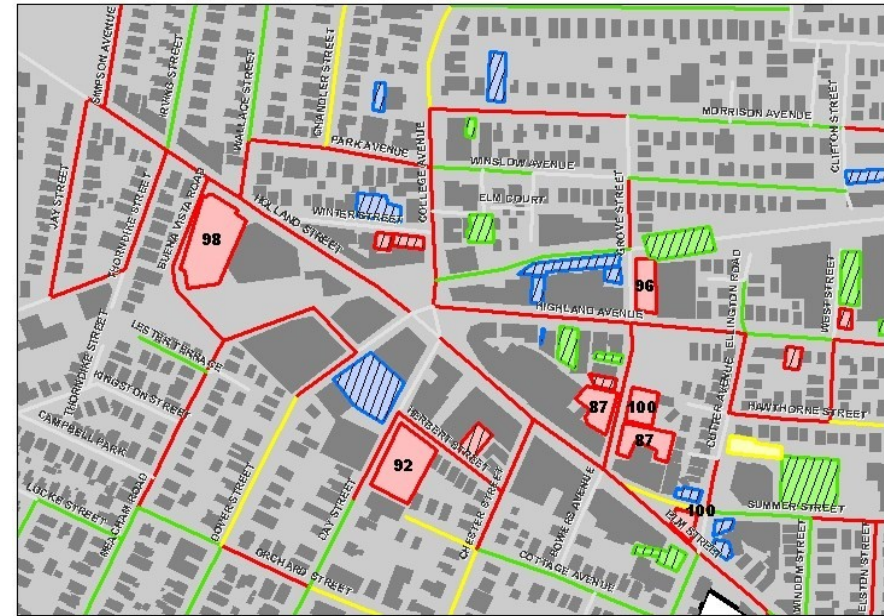 SIMPSON AVENUE
IRVING STREET
WALLACE STREET
CHANDLER STREET
PARK AVENUE
COLLEGE AVENUE
MORRISON AVENUE
CLIFTON STREET
WINSLOW AVENUE
ELM COURT
GROVE STREET
JAY STREET
THORNDIKE STREET
BUENA VISTA ROAD
HOLLAND STREET
WINTER STREET
98
96
HIGHLAND AVENUE
ELLINGTON ROAD
WEST STREET
LESTER TERRACE
THORNDIKE STREET
KINGSTON STREET
CAMPBELL PARK
HERBERT STREET
87
100
87
HAWTHORNE STREET
CUTTER AVENUE
92
LOCKE STREET
MEACHAM ROAD
DOVER STREET
DAY STREET
CHESTER STREET
BOWERS AVENUE
100
ELM STREET
SUMMER STREET
ORCHARD STREET
COTTAGE AVENUE
ELSTON STREET